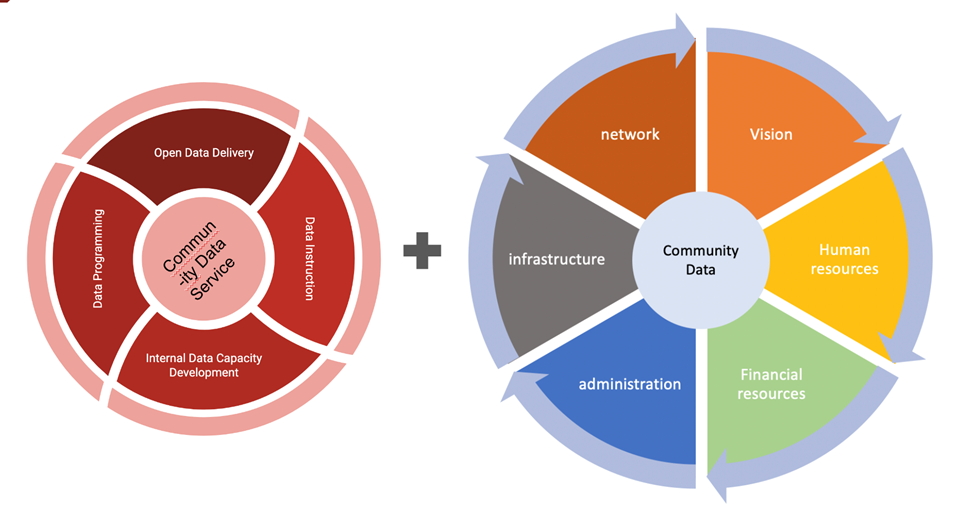 Open Data Delivery
Data Instruction
Internal Data Capacity
Development
Data Programming
Commun
-ity Data
Service
network
Vision
Human
resources
Financial
resources
administration
infrastructure
Community
Data